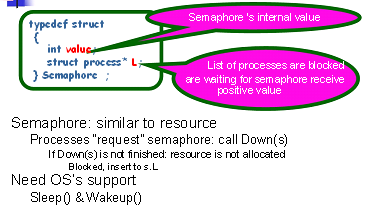 typedef struct
{
int value;
struct process* L;
} Semaphore ;
Semaphore 's internal value
List of processes are blocked
are waiting for semaphore receive
positive value
Semaphore: similar to resource
Processes "request" semaphore: call Down(s)
If Down(s) is not finished: resource is not allocated
Blocked, insert to s.L
Need OS's support
Sleep() & Wakeup()